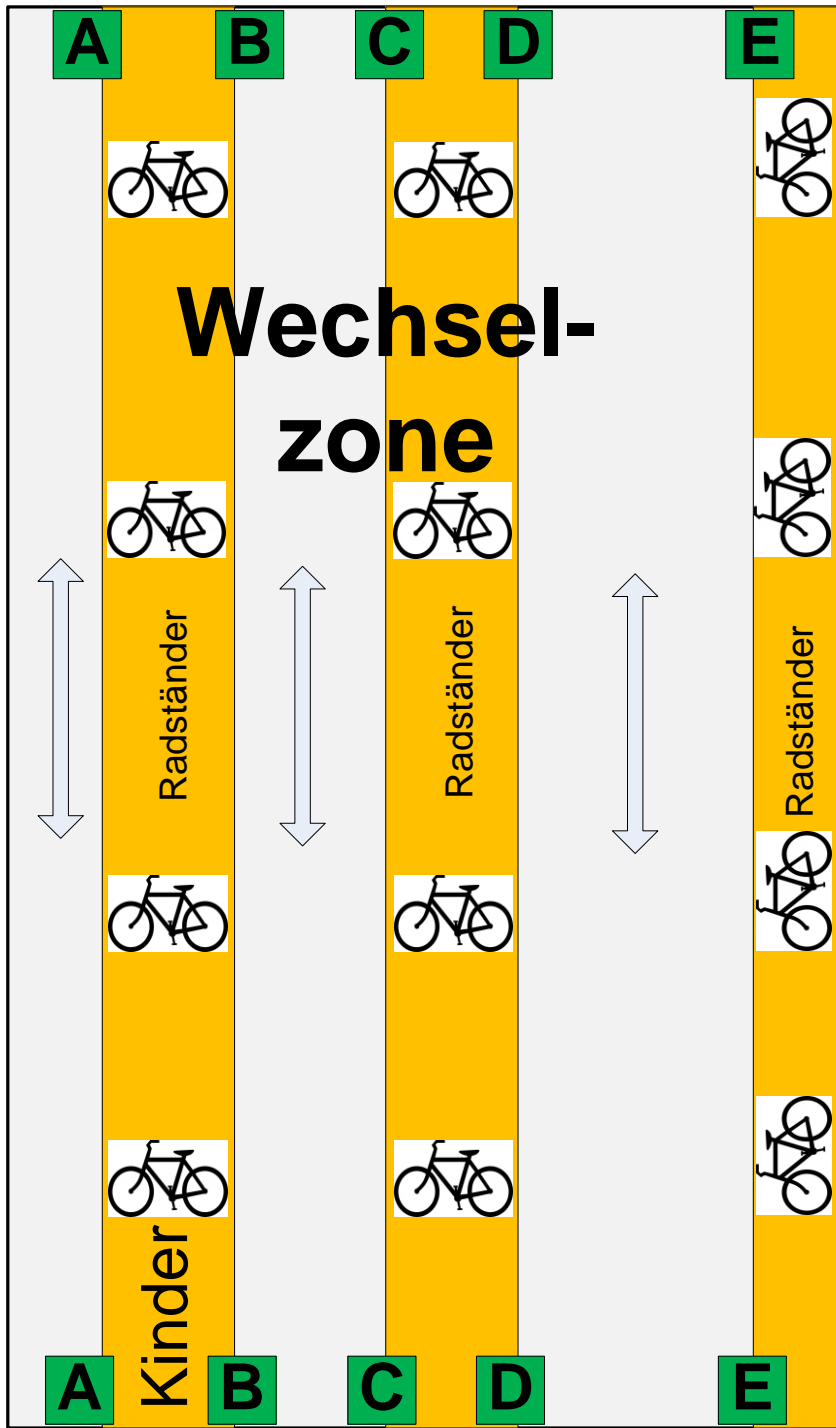 A B C D E
Wechsel-
zone
Radständer
Radständer
Radständer
Kinder
A B C D E